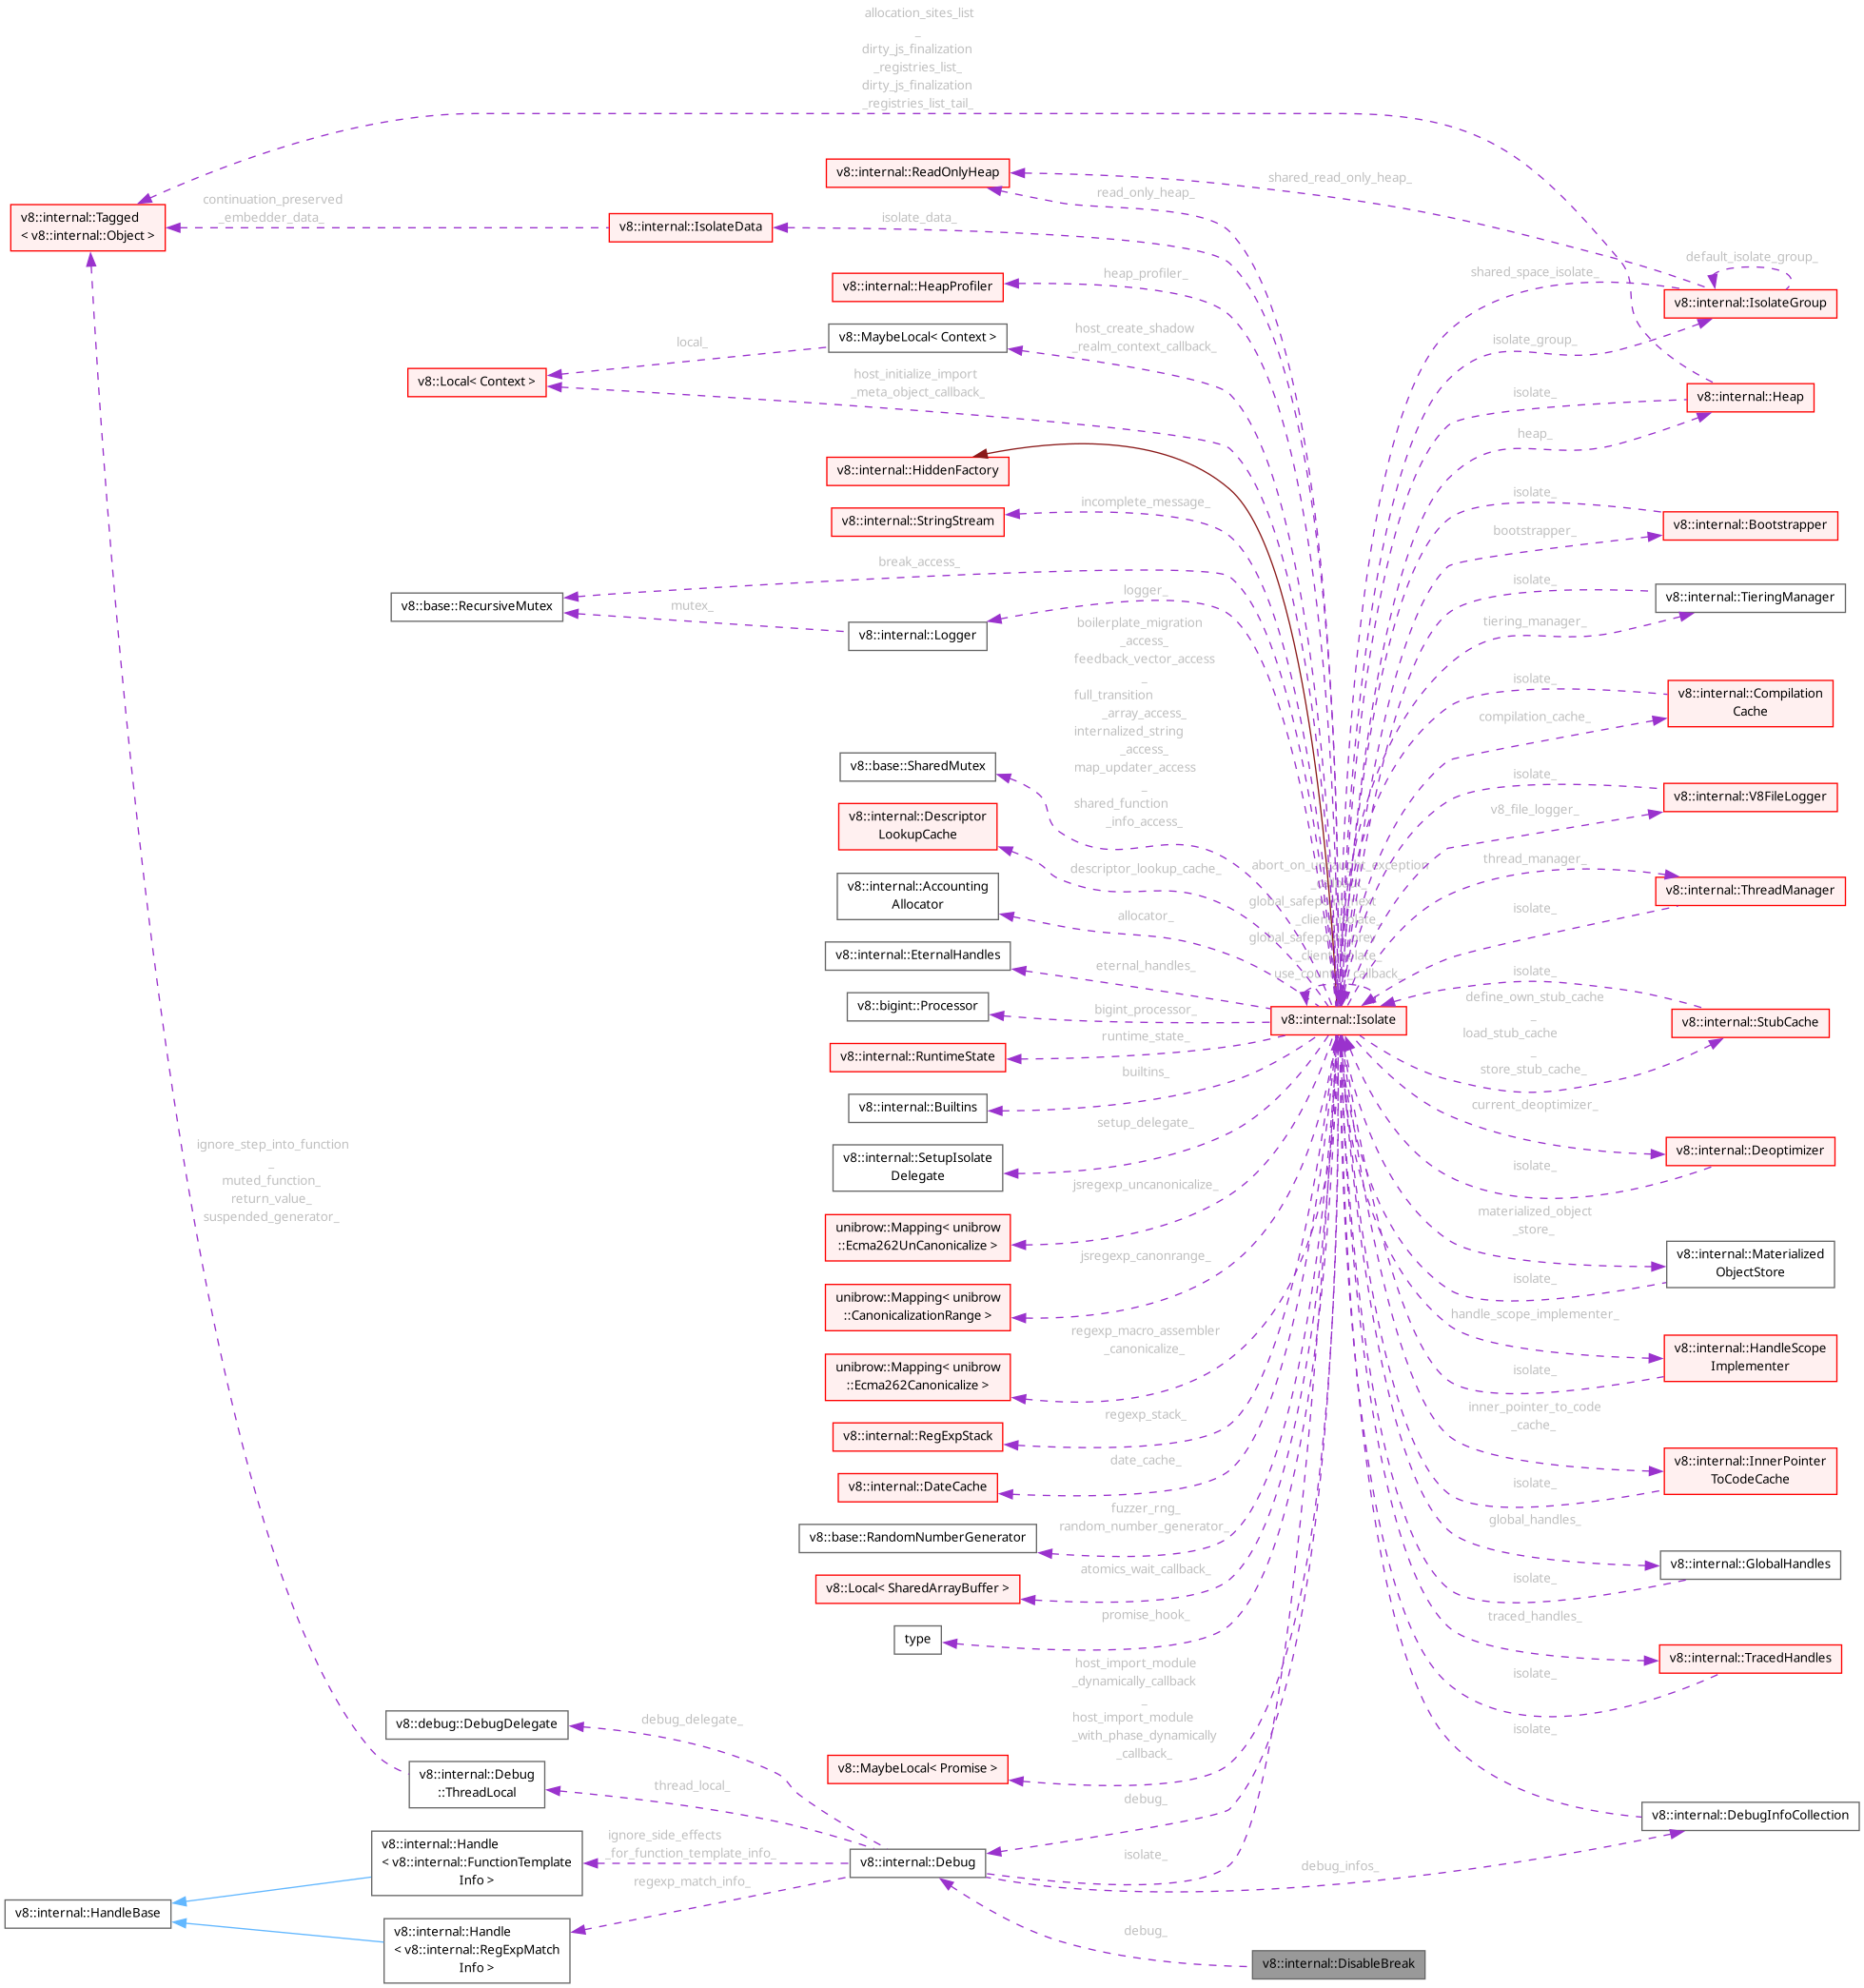 allocation_sites_list
_
dirty_js_finalization
_registries_list_
dirty_js_finalization
_registries_list_tail_
v8::internal::ReadOnlyHeap
shared_read_only_heap_
read_only_heap_
continuation_preserved
_embedder_data_
v8::internal::Tagged
< v8::internal::Object >
v8::internal::IsolateData
isolate_data_
default_isolate_group_
v8::internal::HeapProfiler
heap_profiler_
shared_space_isolate_
v8::internal::IsolateGroup
v8::MaybeLocal< Context >
host_create_shadow
_realm_context_callback_
local_
isolate_group_
v8::Local< Context >
host_initialize_import
_meta_object_callback_
isolate_
v8::internal::Heap
heap_
v8::internal::HiddenFactory
v8::internal::StringStream
incomplete_message_
isolate_
v8::internal::Bootstrapper
bootstrapper_
break_access_
v8::base::RecursiveMutex
mutex_
logger_
v8::internal::Logger
isolate_
v8::internal::TieringManager
tiering_manager_
boilerplate_migration
_access_
feedback_vector_access
_
full_transition
_array_access_
internalized_string
_access_
map_updater_access
_
shared_function
_info_access_
isolate_
v8::internal::Compilation
Cache
compilation_cache_
v8::base::SharedMutex
isolate_
v8::internal::V8FileLogger
v8_file_logger_
v8::internal::Descriptor
LookupCache
descriptor_lookup_cache_
thread_manager_
v8::internal::ThreadManager
isolate_
v8::internal::Accounting
Allocator
allocator_
v8::internal::EternalHandles
eternal_handles_
v8::bigint::Processor
bigint_processor_
v8::internal::Isolate
isolate_
define_own_stub_cache
_
load_stub_cache
_
store_stub_cache_
v8::internal::StubCache
v8::internal::RuntimeState
runtime_state_
v8::internal::Builtins
builtins_
current_deoptimizer_
v8::internal::Deoptimizer
isolate_
v8::internal::SetupIsolate
Delegate
setup_delegate_
ignore_step_into_function
_
muted_function_
return_value_
suspended_generator_
unibrow::Mapping< unibrow
::Ecma262UnCanonicalize >
jsregexp_uncanonicalize_
materialized_object
_store_
v8::internal::Materialized
ObjectStore
isolate_
unibrow::Mapping< unibrow
::CanonicalizationRange >
jsregexp_canonrange_
handle_scope_implementer_
v8::internal::HandleScope
Implementer
isolate_
unibrow::Mapping< unibrow
::Ecma262Canonicalize >
regexp_macro_assembler
_canonicalize_
v8::internal::RegExpStack
regexp_stack_
inner_pointer_to_code
_cache_
v8::internal::InnerPointer
ToCodeCache
isolate_
v8::internal::DateCache
date_cache_
v8::base::RandomNumberGenerator
fuzzer_rng_
random_number_generator_
global_handles_
v8::internal::GlobalHandles
isolate_
v8::Local< SharedArrayBuffer >
atomics_wait_callback_
type
promise_hook_
traced_handles_
v8::internal::TracedHandles
isolate_
host_import_module
_dynamically_callback
_
host_import_module
_with_phase_dynamically
_callback_
v8::MaybeLocal< Promise >
v8::debug::DebugDelegate
debug_delegate_
isolate_
v8::internal::Debug
::ThreadLocal
thread_local_
debug_
v8::internal::DebugInfoCollection
v8::internal::Handle
< v8::internal::FunctionTemplate
Info >
ignore_side_effects
_for_function_template_info_
v8::internal::Debug
isolate_
debug_infos_
regexp_match_info_
v8::internal::HandleBase
v8::internal::Handle
< v8::internal::RegExpMatch
Info >
debug_
v8::internal::DisableBreak